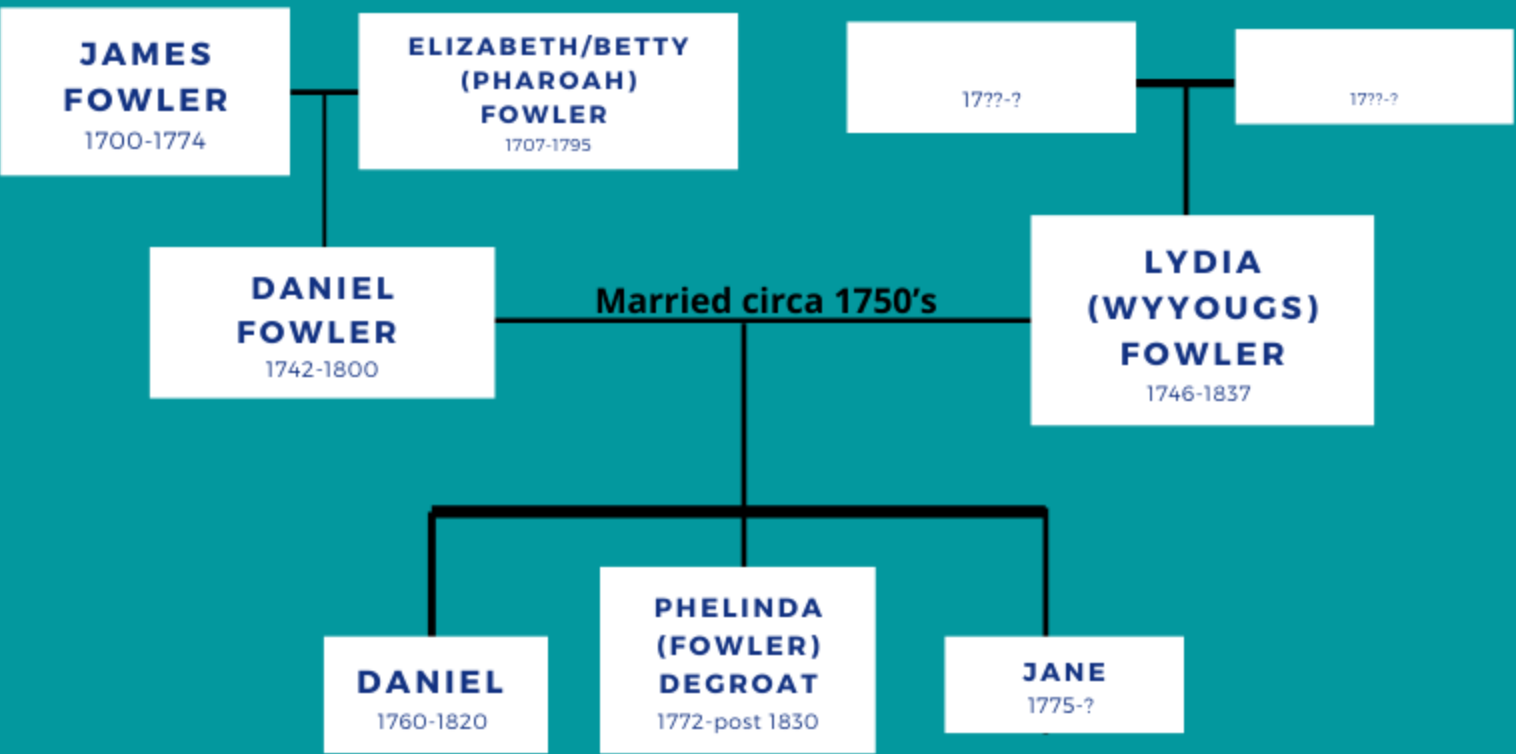 JAMES
FOWLER
1700-1774
ELIZABETH/BETTY
(PHAROAH)
FOWLER
1707-1795
17??-?
17??-?
DANIEL
FOWLER
1742-1800
Married circa 1750’s
LYDIA
(WYYOUGS)
FOWLER
1746-1837
DANIEL
1760-1820
PHELINDA
(FOWLER)
DEGROAT
1772-post 1830
JANE
1775-?